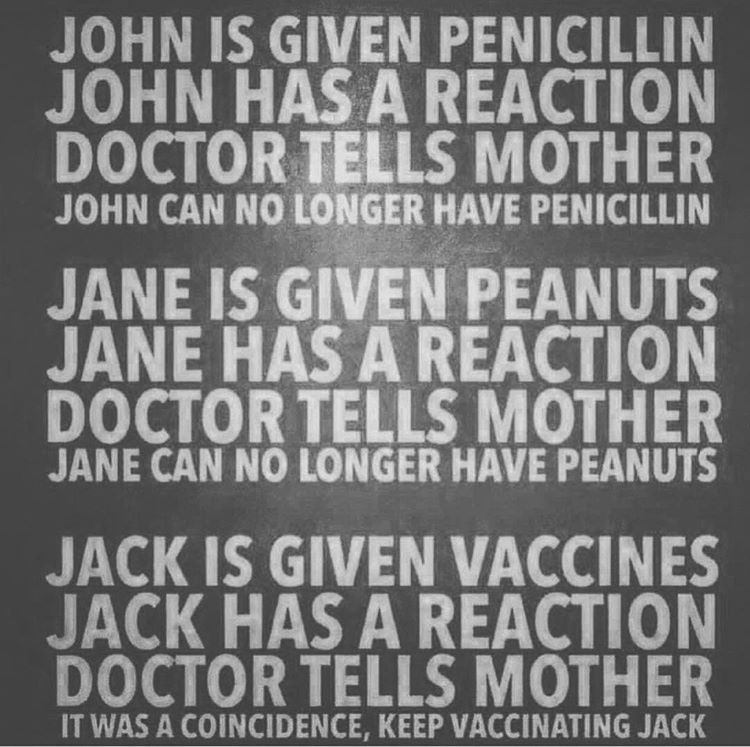 JOHN IS GIVEN PENICILLIN
JOHN HAS A REACTION
DOCTOR TELLS MOTHER
JOHN CAN NO LONGER HAVE PENICILLIN
JANE IS GIVEN PEANUTS
JANE HAS A REACTION
DOCTOR TELLS MOTHER
JANE CAN NO LONGER HAVE PEANUTS
JACK IS GIVEN VACCINES
JACK HAS A REACTION
DOCTOR TELLS MOTHER
IT WAS A COINCIDENCE, KEEP VACCINATING JACK